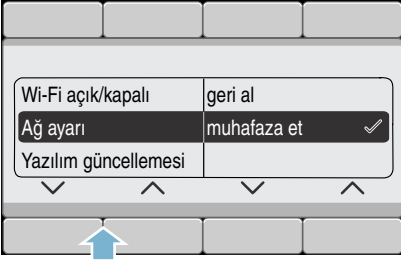 Wi-Fi açık/kapalı geri al
Ağ ayarı muhafaza et
Yazılım güncellemesi